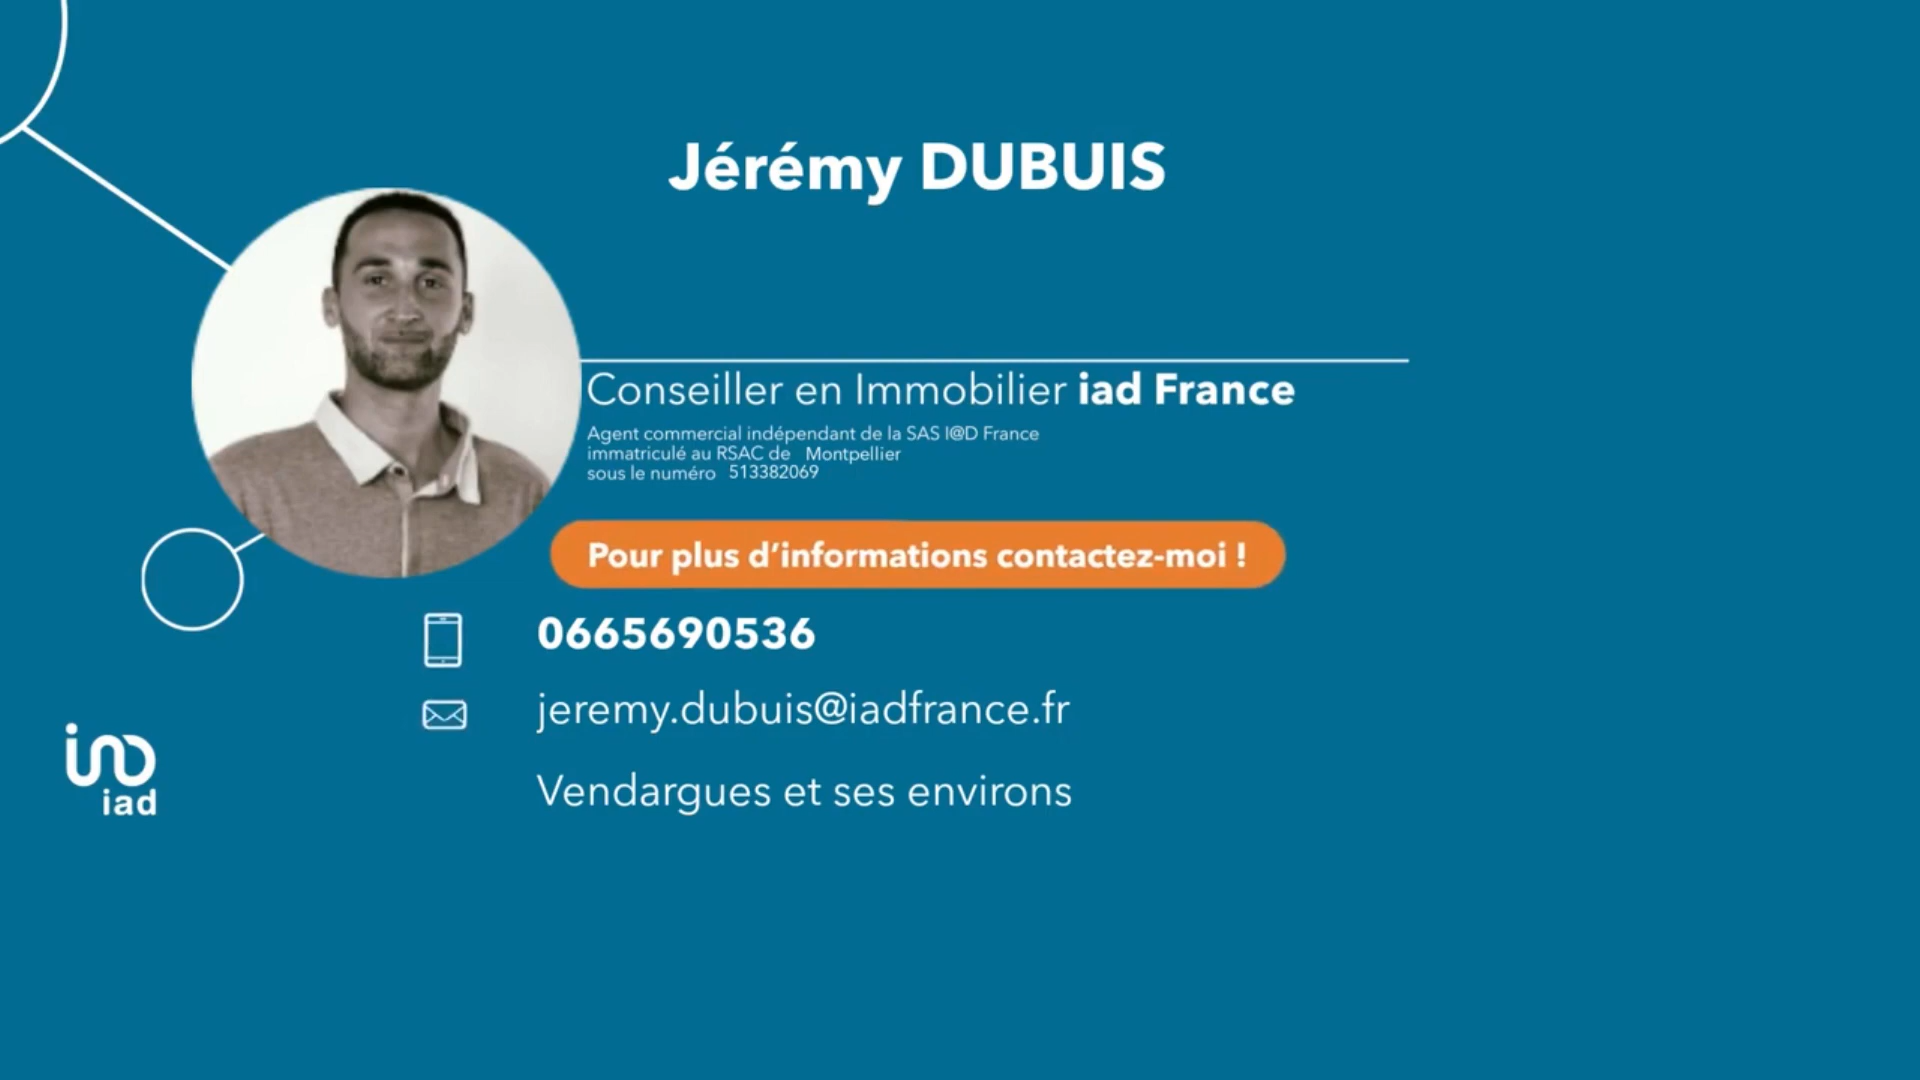 Jérémy DUBUIS
Conseiller en Immobilier iad France
Agent commercial indépendant de la SAS I@D France
immatriculé au RSAC de Montpellier
sous le numéro 513382069
Pour plus d’informations contactez-moi !
0665690536
jeremy.dubuis@iadfrance.fr
iad
Vendargues et ses environs